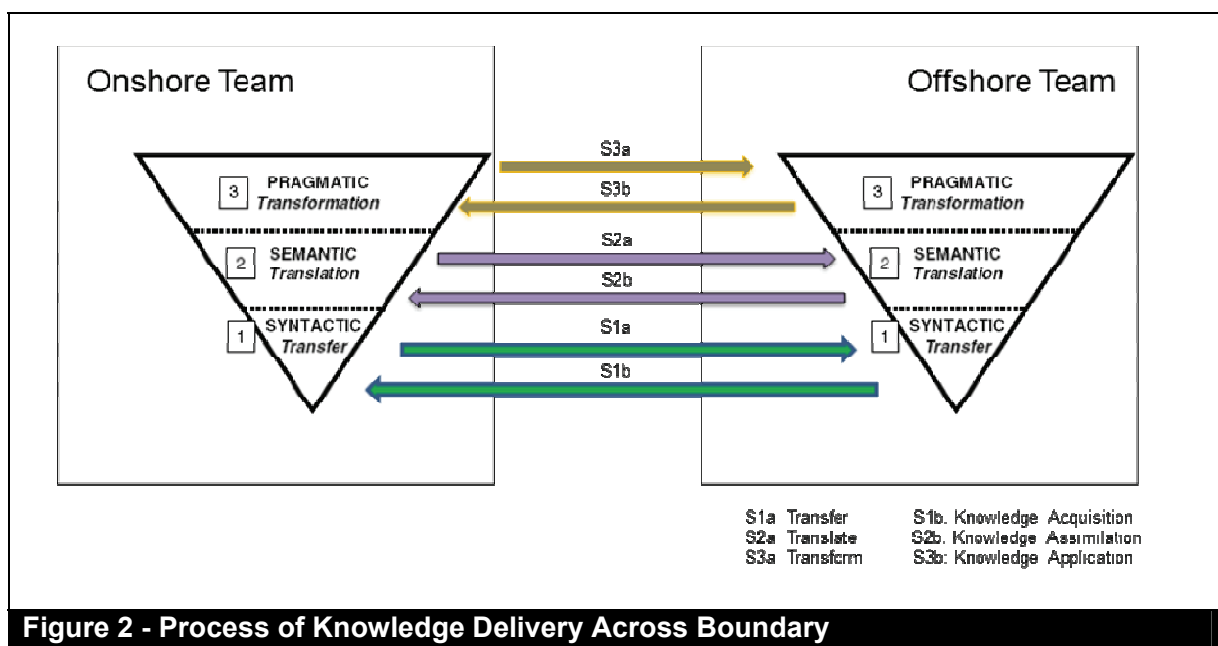 Onshore Team
Offshore Team
3
PRAGMATIC
Transformation
2
SEMANTIC
Translation
1
SYNTACTIC
Transfer
S3a
S3b
S2a
S2b
S1a
S1b
3
PRAGMATIC
Transformation
2
SEMANTIC
Translation
1
SYNTACTIC
Transfer
S1a Transfer S1b. Knowledge Acquisition
S2a Translate S2b. Knowledge Assimilation
S3a Transform S3b: Knowledge Application
Figure 2 - Process of Knowledge Delivery Across Boundary